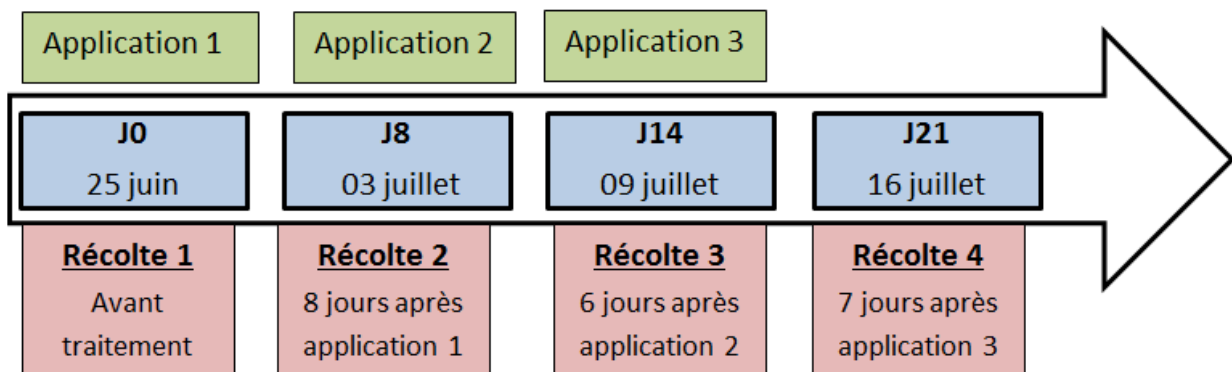 Application 1
Application 2
Application 3
J0
25 juin
J8
03 juillet
J14
09 juillet
J21
16 juillet
Récolte 1
Avant
traitement
Récolte 2
8 jours après
application 1
Récolte 3
6 jours après
application 2
Récolte 4
7 jours après
application 3